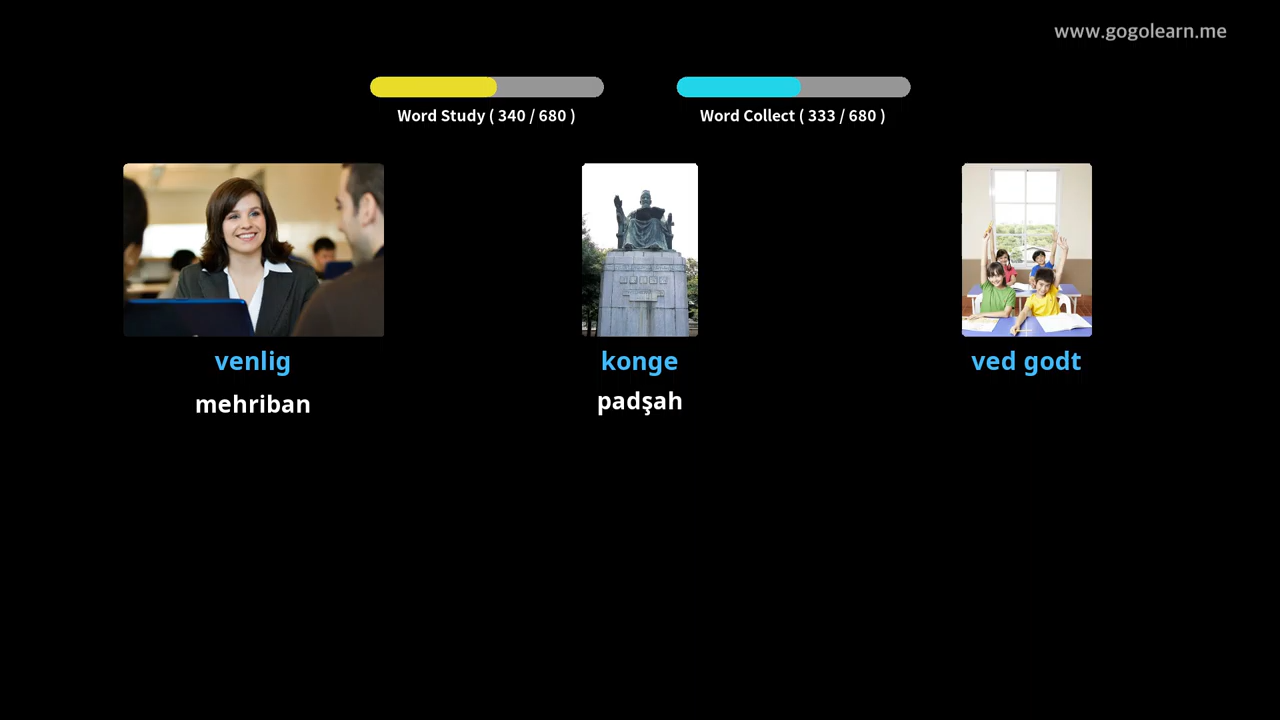 www.gogolearn.me
Word Study ( 340 / 680 )
Word Collect ( 333 / 680 )
venlig
konge
ved godt
mehriban
padşah